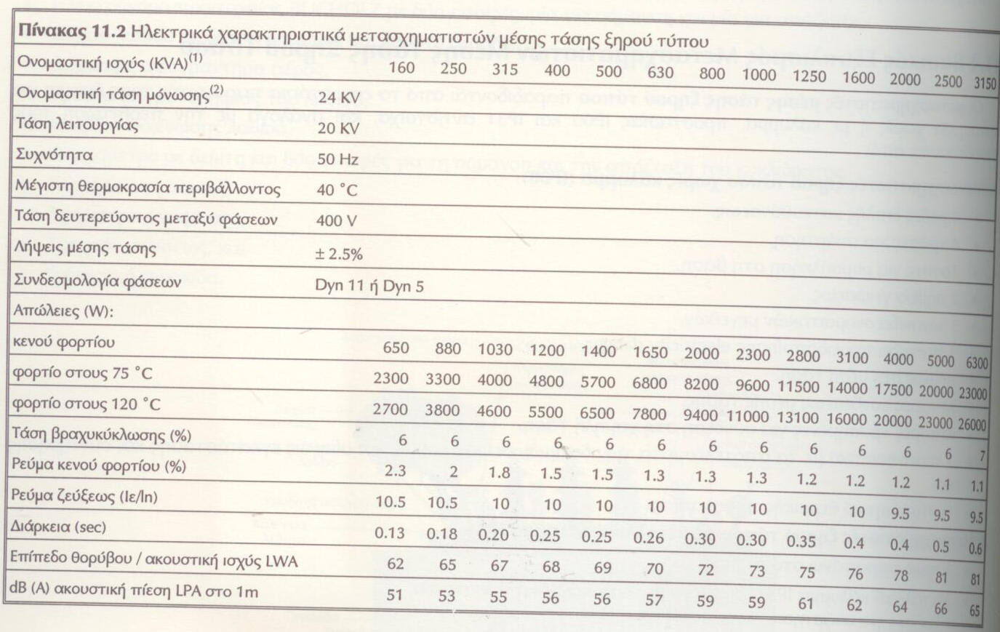 Πίνακας 11.2 Ηλεκτρικά χαρακτηριστικά μετασχηματιστών μέσης τάσης ξηρού τύπου
Ονομαστική ισχύς (KVA)(1) 160 250 315 400 500 630 800 1000 1250 1600 2000 2500 3150
Ονομαστική τάση μόνωσης(2) 24 KV
Τάση λειτουργίας 20 KV
Συχνότητα 50 Hz
Μέγιστη θερμοκρασία περιβάλλοντος 40 °C
Τάση δευτερεύοντος μεταξύ φάσεων 400 V
Λήψεις μέσης τάσης ± 2.5%
Συνδεσμολογία φάσεων Dyn 11 ή Dyn 5
Απώλειες (W):
κενού φορτίου 650 880 1030 1200 1400 1650 2000 2300 2800 3100 4000 5000 6300
φορτίο στους 75 °C 2300 3300 4000 4800 5700 6800 8200 9600 11500 14000 17500 20000 23000
φορτίο στους 120 °C 2700 3800 4600 5500 6500 7800 9400 11000 13100 16000 20000 23000 26000
Τάση βραχυκύκλωσης (%) 6 6 6 6 6 6 6 6 6 6 6 6 7
Ρεύμα κενού φορτίου (%) 2.3 2 1.8 1.5 1.5 1.3 1.3 1.3 1.2 1.2 1.2 1.1 1.1
Ρεύμα ζεύξεως (Iε/In) 10.5 10.5 10 10 10 10 10 10 10 10 9.5 9.5 9.5
Διάρκεια (sec) 0.13 0.18 0.20 0.25 0.25 0.26 0.30 0.30 0.35 0.4 0.4 0.5 0.6
Επίπεδο θορύβου / ακουστική ισχύς LWA 62 65 67 68 69 70 72 73 75 76 78 81 81
dB (A) ακουστική πίεση LPA στο 1m 51 53 55 56 56 57 59 59 61 62 64 66 65